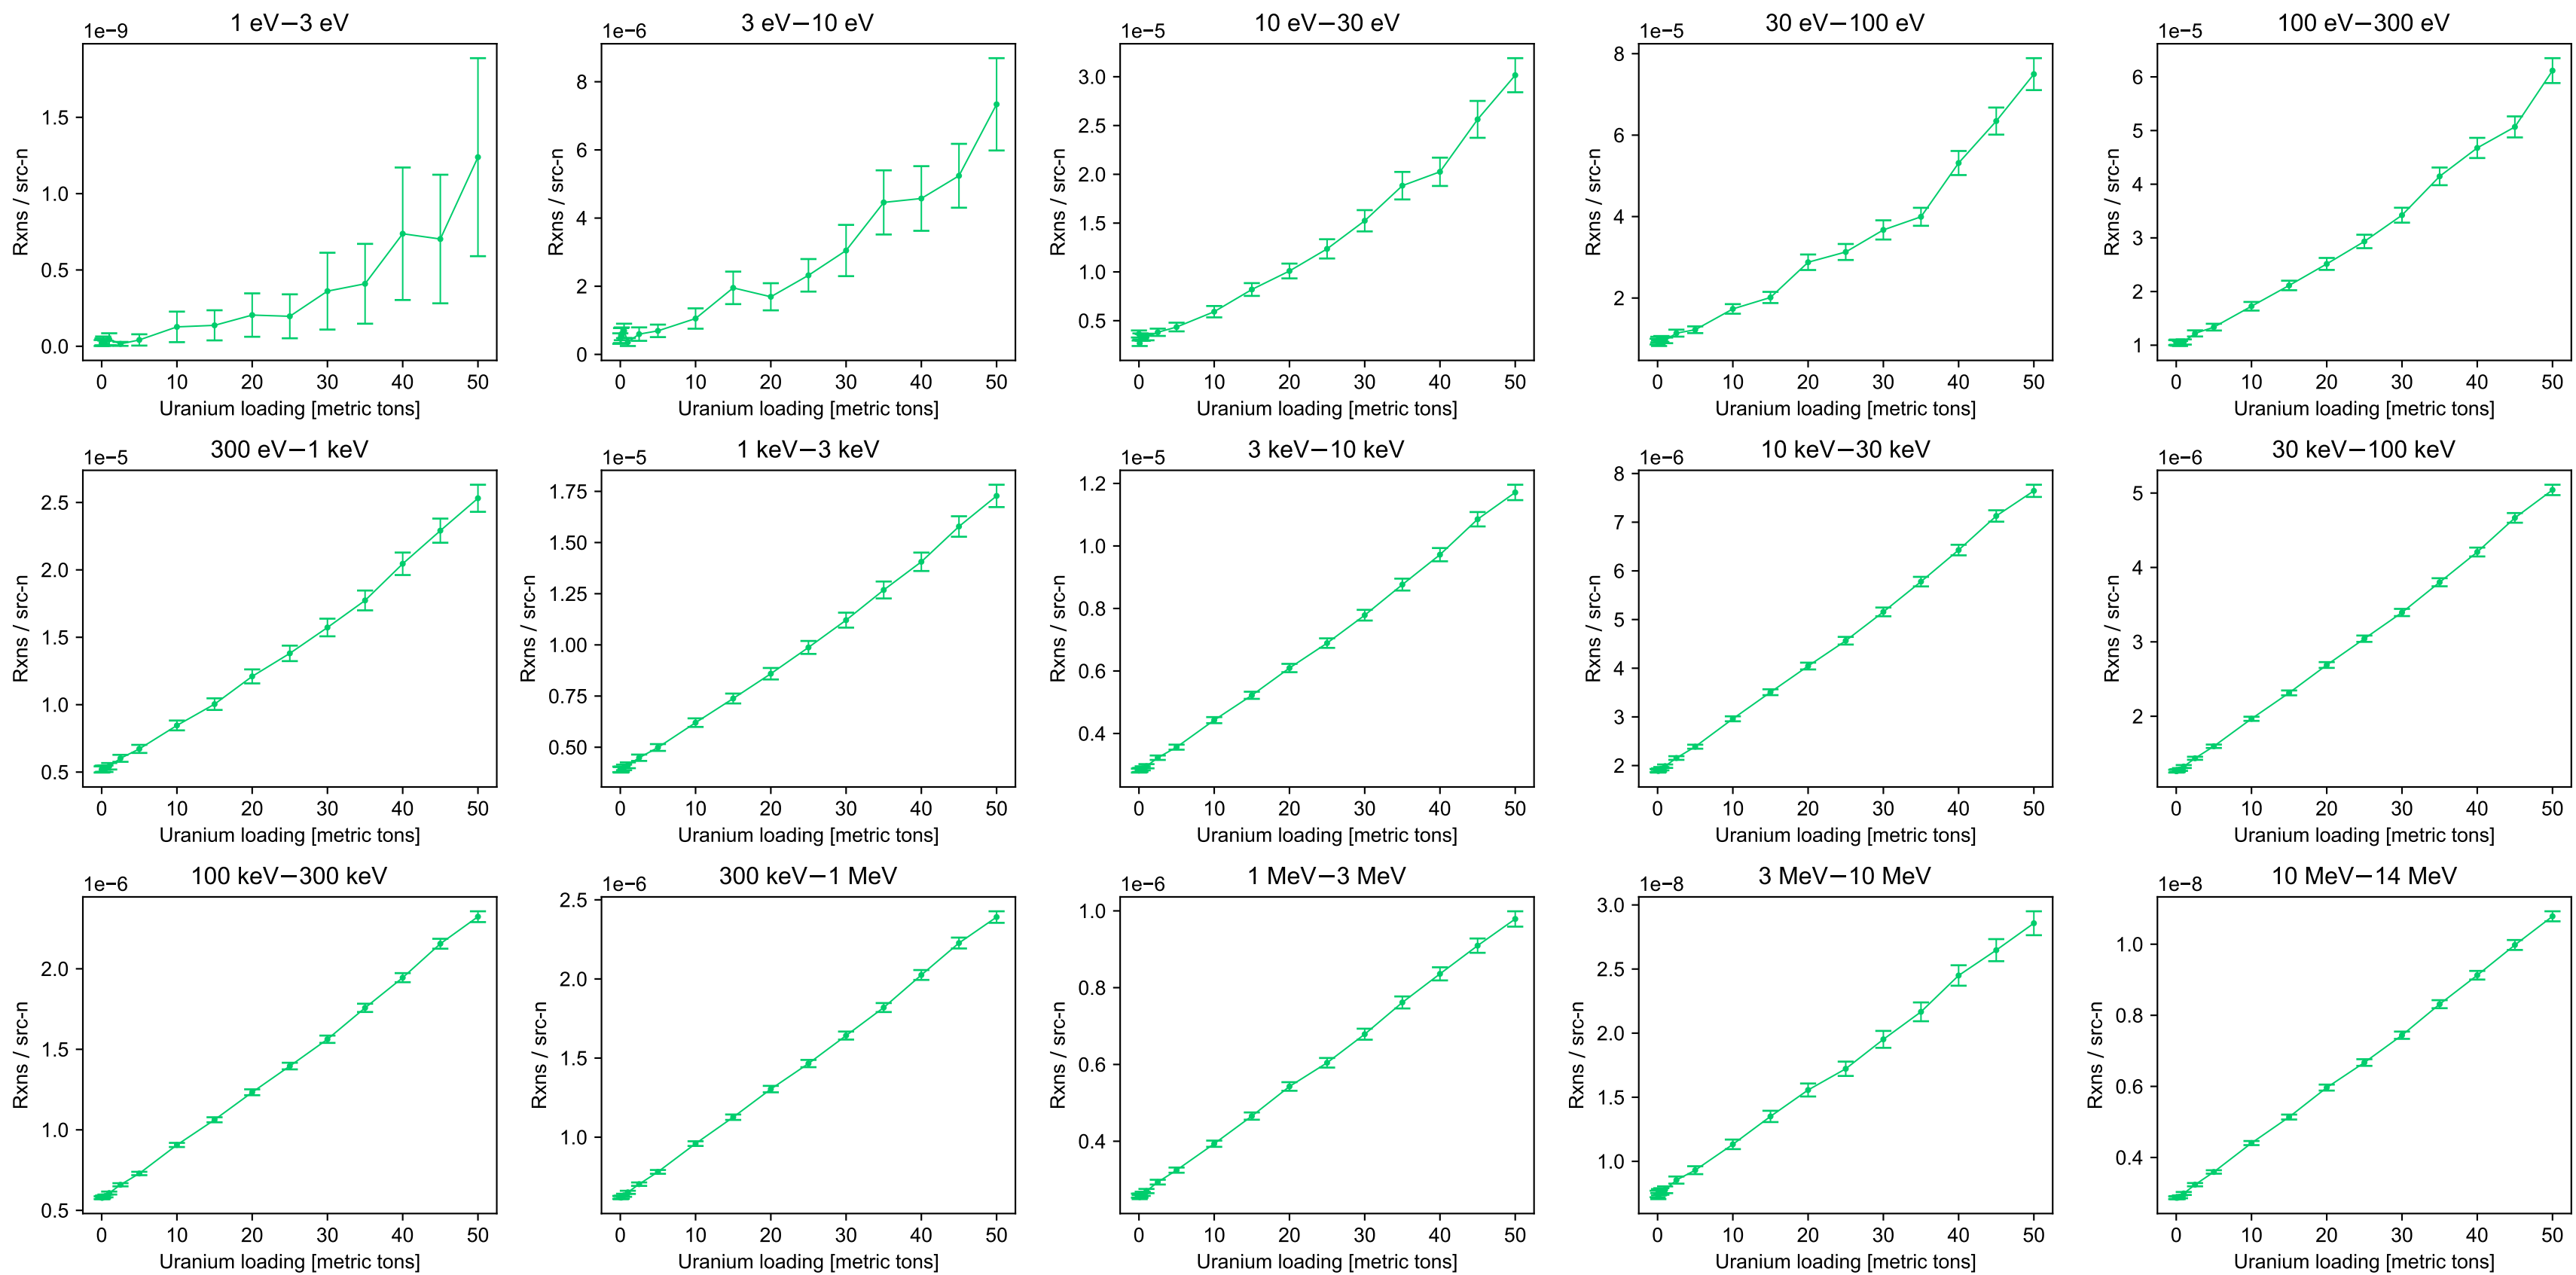 1 eV−3 eV
1e−9
Rxns / src-n
1.5
1.0
0.5
0.0
0 10 20 30 40 50
Uranium loading [metric tons]
3 eV−10 eV
1e−6
Rxns / src-n
8
6
4
2
0
0 10 20 30 40 50
Uranium loading [metric tons]
10 eV−30 eV
1e−5
Rxns / src-n
3.0
2.5
2.0
1.5
1.0
0.5
0 10 20 30 40 50
Uranium loading [metric tons]
30 eV−100 eV
1e−5
Rxns / src-n
8
6
4
2
0 10 20 30 40 50
Uranium loading [metric tons]
100 eV−300 eV
1e−5
Rxns / src-n
6
5
4
3
2
1
0 10 20 30 40 50
Uranium loading [metric tons]
300 eV−1 keV
1e−5
Rxns / src-n
2.5
2.0
1.5
1.0
0.5
0 10 20 30 40 50
Uranium loading [metric tons]
1 keV−3 keV
1e−5
Rxns / src-n
1.75
1.50
1.25
1.00
0.75
0.50
0 10 20 30 40 50
Uranium loading [metric tons]
3 keV−10 keV
1e−5
Rxns / src-n
1.2
1.0
0.8
0.6
0.4
0 10 20 30 40 50
Uranium loading [metric tons]
10 keV−30 keV
1e−6
Rxns / src-n
8
7
6
5
4
3
2
0 10 20 30 40 50
Uranium loading [metric tons]
30 keV−100 keV
1e−6
Rxns / src-n
5
4
3
2
0 10 20 30 40 50
Uranium loading [metric tons]
100 keV−300 keV
1e−6
Rxns / src-n
2.0
1.5
1.0
0.5
0 10 20 30 40 50
Uranium loading [metric tons]
300 keV−1 MeV
1e−6
Rxns / src-n
2.5
2.0
1.5
1.0
0 10 20 30 40 50
Uranium loading [metric tons]
1 MeV−3 MeV
1e−6
Rxns / src-n
1.0
0.8
0.6
0.4
0 10 20 30 40 50
Uranium loading [metric tons]
3 MeV−10 MeV
1e−8
Rxns / src-n
3.0
2.5
2.0
1.5
1.0
0 10 20 30 40 50
Uranium loading [metric tons]
10 MeV−14 MeV
1e−8
Rxns / src-n
1.0
0.8
0.6
0.4
0 10 20 30 40 50
Uranium loading [metric tons]